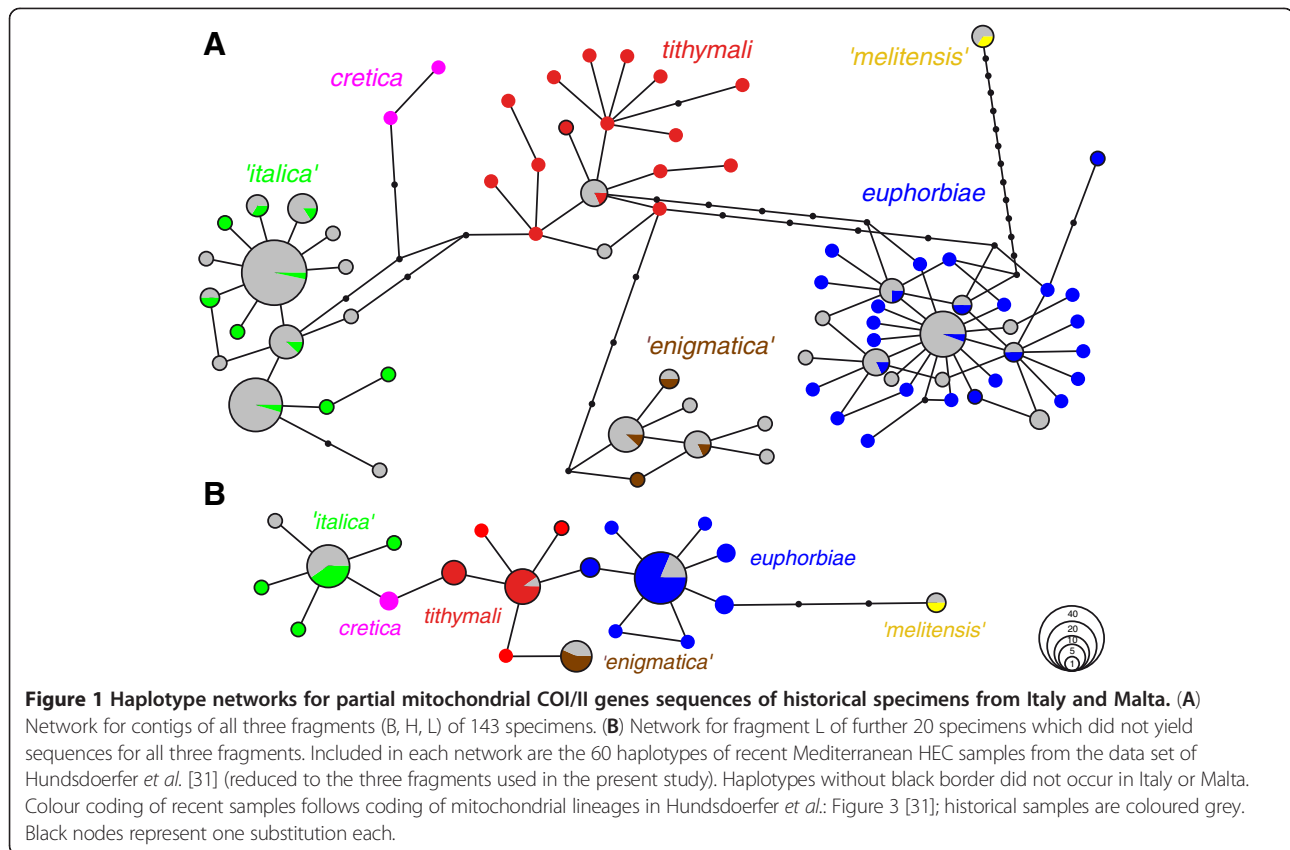 A
cretica
tithymali
'melitensis'
'italica'
euphorbiae
'enigmatica'
B
'italica'
cretica
tithymali
'enigmatica'
euphorbiae
'melitensis'
40
20
10
5
1
Figure 1 Haplotype networks for partial mitochondrial COI/II genes sequences of historical specimens from Italy and Malta. (A)
Network for contigs of all three fragments (B, H, L) of 143 specimens. (B) Network for fragment L of further 20 specimens which did not yield
sequences for all three fragments. Included in each network are the 60 haplotypes of recent Mediterranean HEC samples from the data set of
Hundsdoerfer et al. [31] (reduced to the three fragments used in the present study). Haplotypes without black border did not occur in Italy or Malta.
Colour coding of recent samples follows coding of mitochondrial lineages in Hundsdoerfer et al.: Figure 3 [31]; historical samples are coloured grey.
Black nodes represent one substitution each.